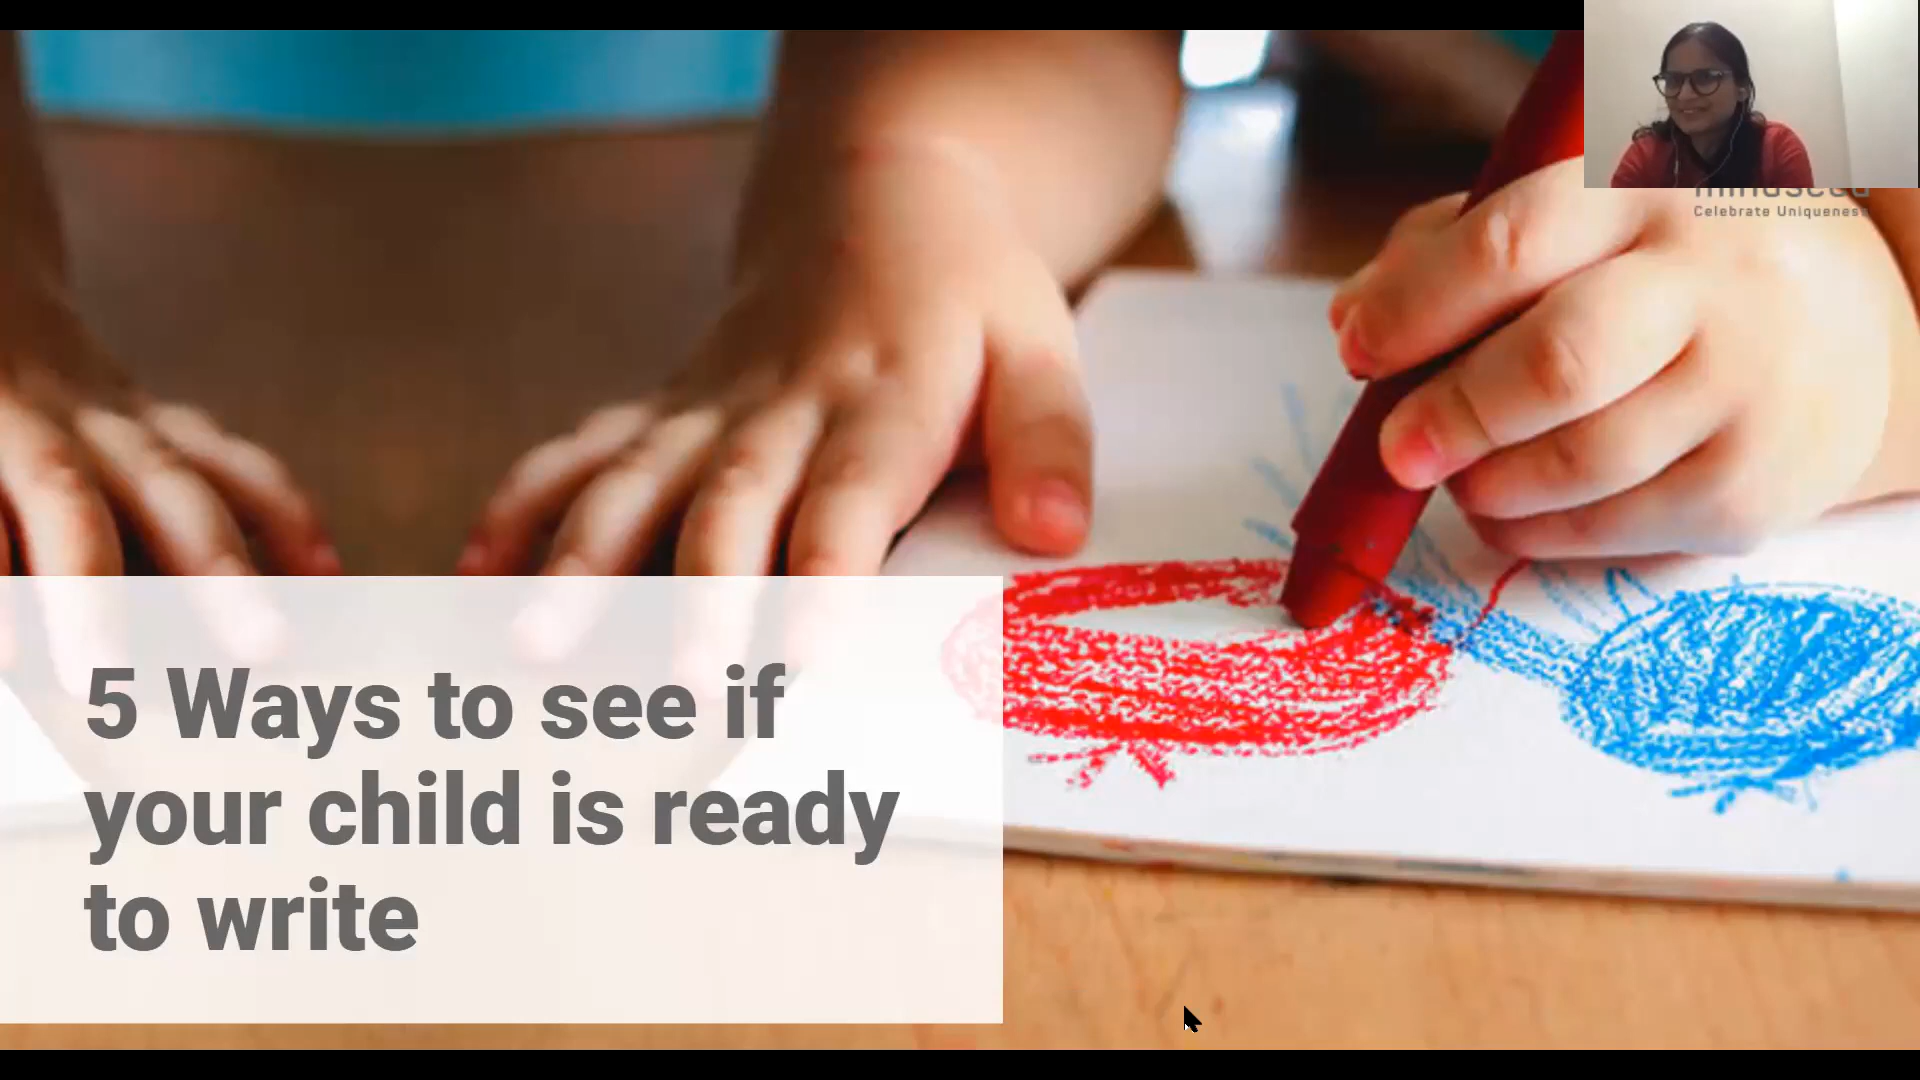 Celebrate Uniqueness
5 Ways to see if
your child is ready
to write